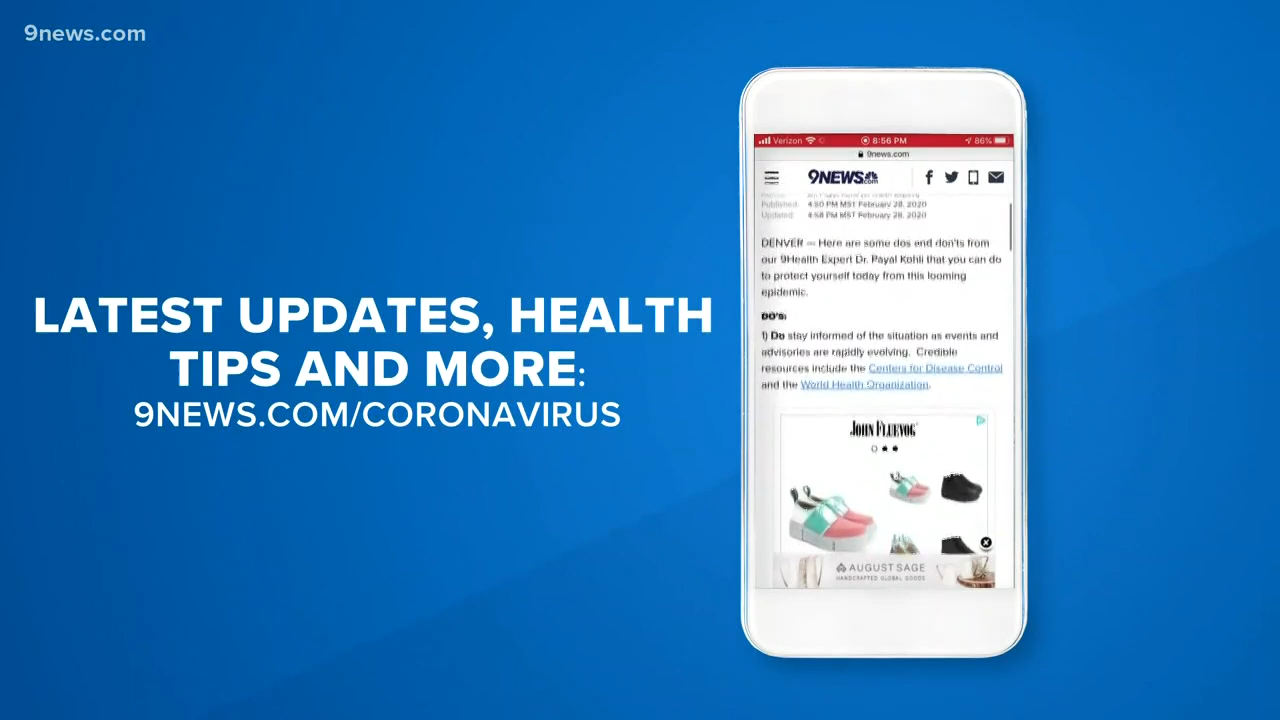 9news.com
LATEST UPDATES, HEALTH
TIPS AND MORE:
9NEWS.COM/CORONAVIRUS
Verizon 8:56 PM 86%
9news.com
9NEWS.com
Published: 4:50 PM MST February 28, 2020
Updated: 4:58 PM MST February 28, 2020
DENVER — Here are some dos and don'ts from
our 9Health Expert Dr. Payal Kohli that you can do
to protect yourself today from this looming
epidemic.
DO'S:
1) Do stay informed of the situation as events and
advisories are rapidly evolving. Credible
resources include the Centers for Disease Control
and the World Health Organization.
JOHN FLUEVOG
AUGUST SAGE
HANDCRAFTED GLOBAL GOODS